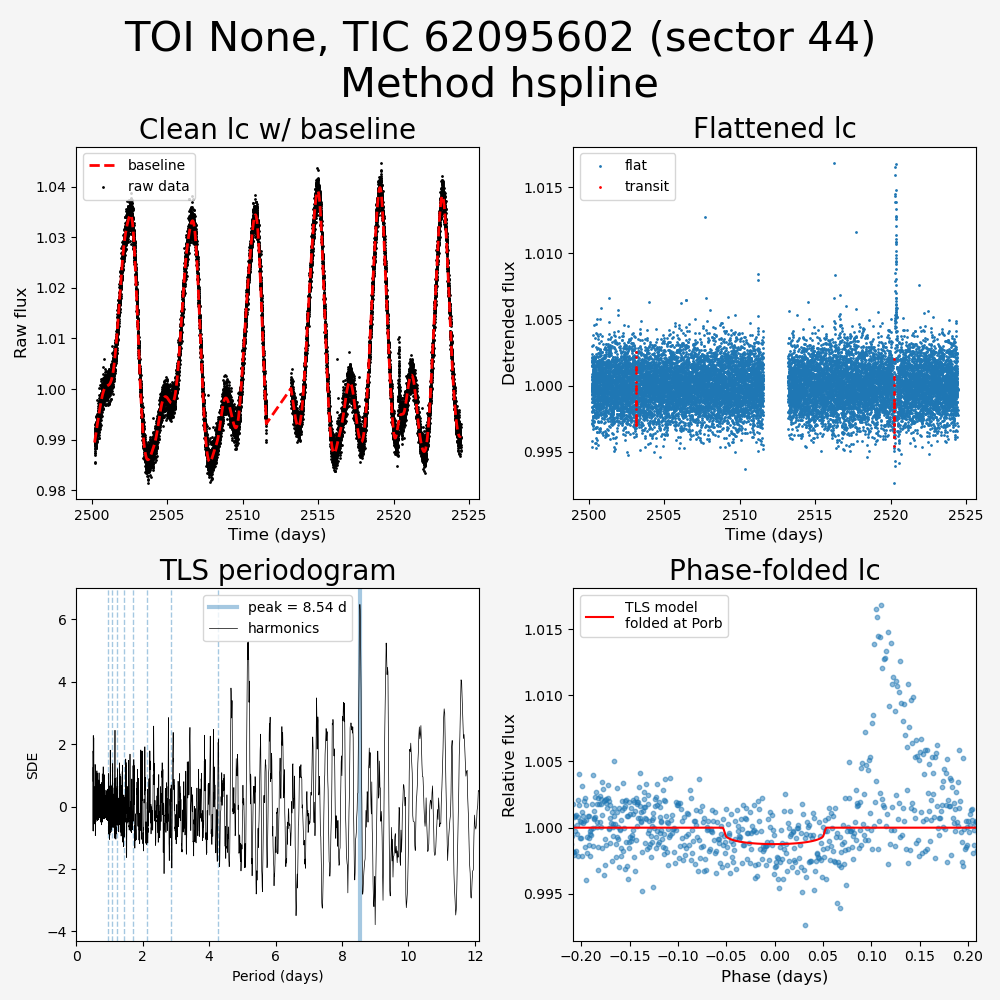 TOI None, TIC 62095602 (sector 44)
Method hspline
Clean lc w/ baseline
baseline
raw data
1.04
1.03
1.02
1.01
1.00
0.99
0.98
Raw flux
2500
2505
2510
2515
2520
2525
Time (days)
Flattened lc
flat
transit
1.015
1.010
1.005
1.000
0.995
Detrended flux
2500
2505
2510
2515
2520
2525
Time (days)
TLS periodogram
peak = 8.54 d
harmonics
6
4
2
0
−2
−4
SDE
0
2
4
6
8
10
12
Period (days)
Phase-folded lc
TLS model
folded at Porb
1.015
1.010
1.005
1.000
0.995
Relative flux
−0.20
−0.15
−0.10
−0.05
0.00
0.05
0.10
0.15
0.20
Phase (days)